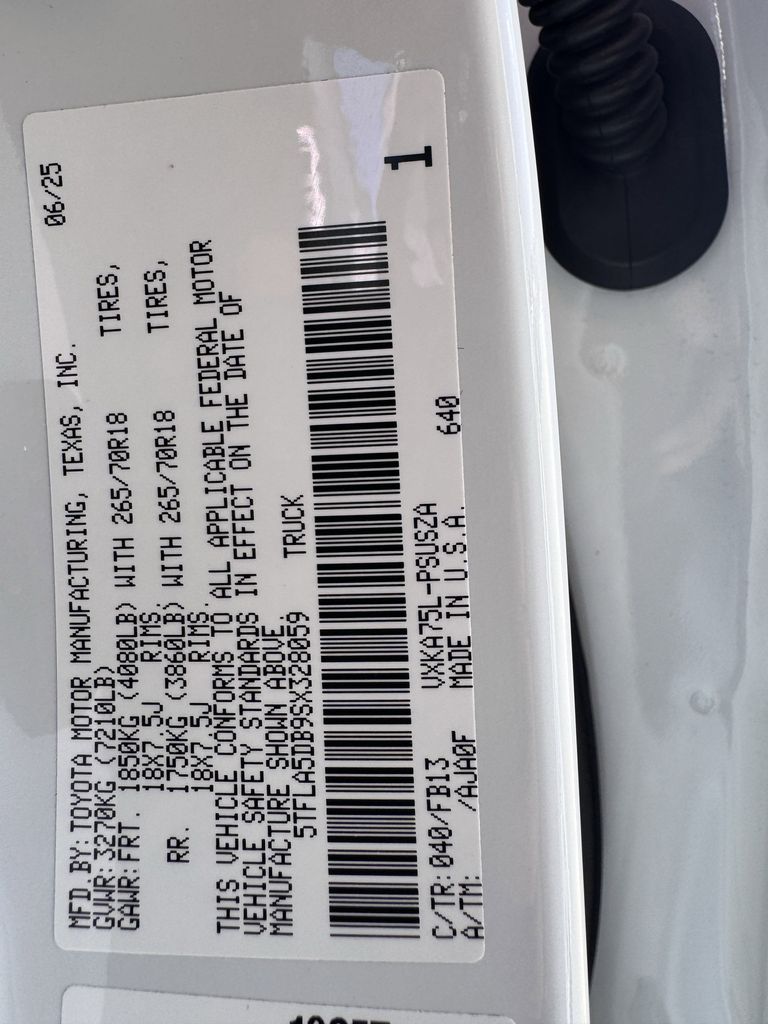 06/25
MFD.BY: TOYOTA MOTOR MANUFACTURING, TEXAS, INC.
GVWR: 3270KG (7210LB)
GAWR: FRT. 1850KG (4080LB) WITH 265/70R18 TIRES,
18X7.5J RIMS.
RR. 1750KG (3860LB) WITH 265/70R18 TIRES,
18X7.5J RIMS.
THIS VEHICLE CONFORMS TO ALL APPLICABLE FEDERAL MOTOR
VEHICLE SAFETY STANDARDS IN EFFECT ON THE DATE OF
MANUFACTURE SHOWN ABOVE
5TFLA5DB9SX328059 TRUCK
1
C/TR: 040/FB13 VXKA75L-PSUSZA
A/TM: /AJA0F MADE IN U.S.A. 640